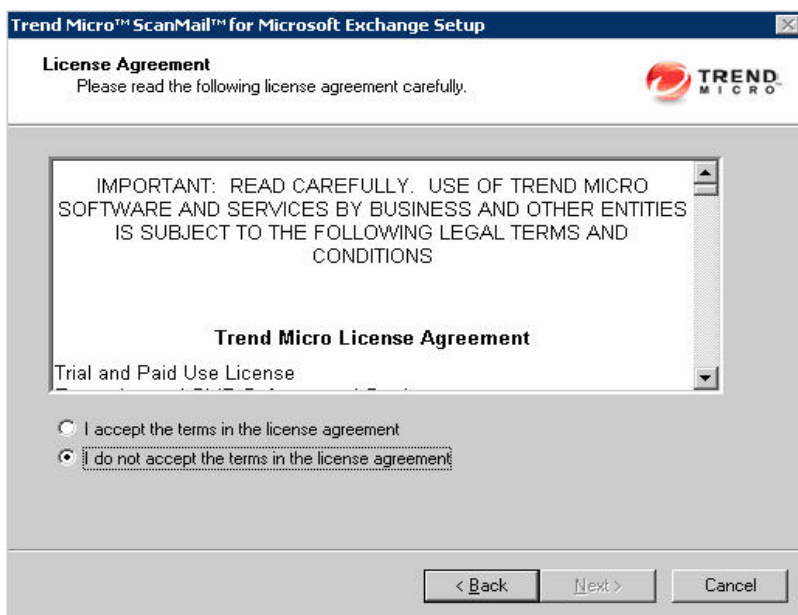 Trend Micro™ ScanMail™ for Microsoft Exchange Setup
License Agreement
Please read the following license agreement carefully.
TREND
MICRO™
IMPORTANT: READ CAREFULLY. USE OF TREND MICRO
SOFTWARE AND SERVICES BY BUSINESS AND OTHER ENTITIES
IS SUBJECT TO THE FOLLOWING LEGAL TERMS AND
CONDITIONS
Trend Micro License Agreement
Trial and Paid Use License
I accept the terms in the license agreement
I do not accept the terms in the license agreement
< Back
Next >
Cancel